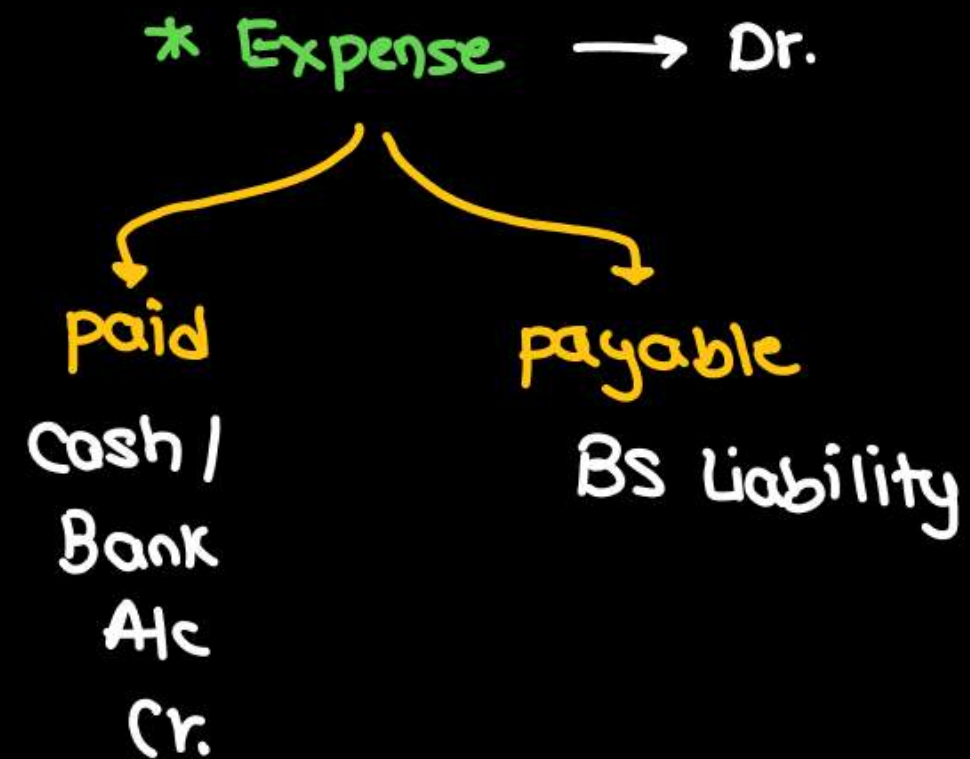 * Expense → Dr.
paid
payable
Cash /
Bank
A/c
Cr.
BS Liability